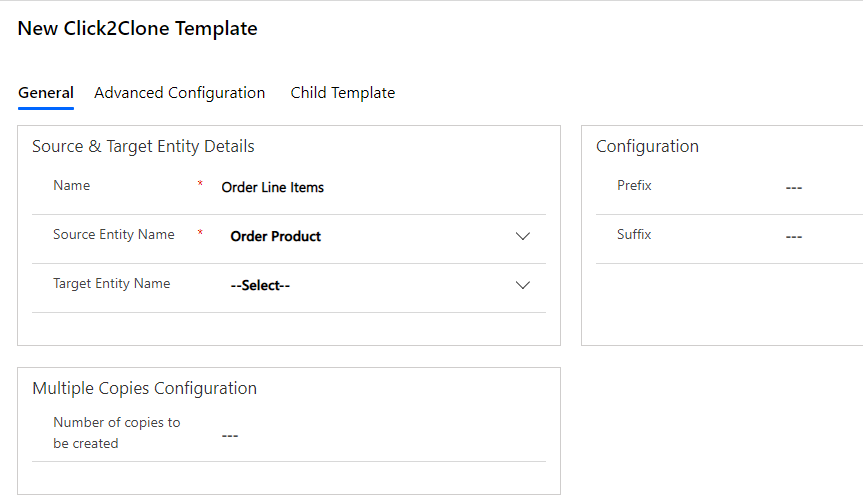 New Click2Clone Template
General Advanced Configuration Child Template
Source & Target Entity Details
Name * Order Line Items
Source Entity Name * Order Product
Target Entity Name --Select--
Configuration
Prefix ---
Suffix ---
Multiple Copies Configuration
Number of copies to
be created ---